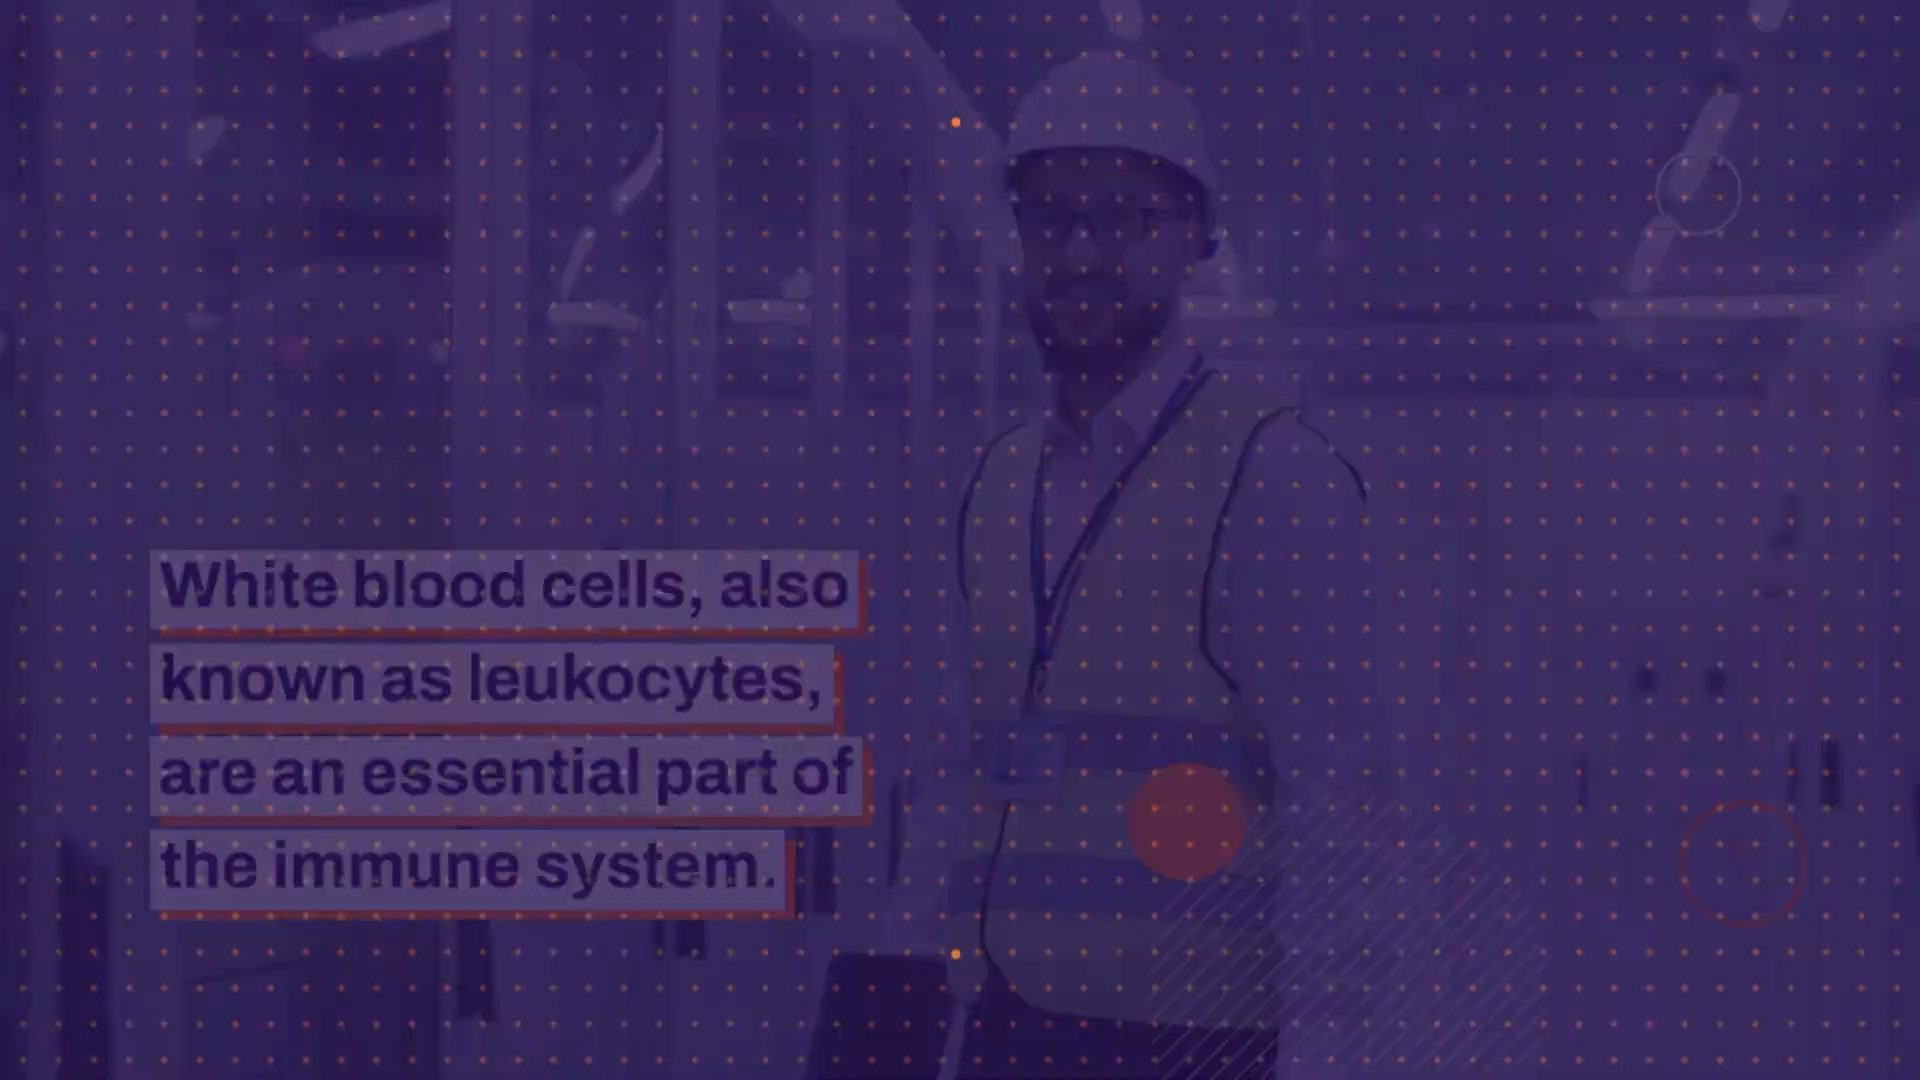 White blood cells, also
known as leukocytes,
are an essential part of
the immune system.